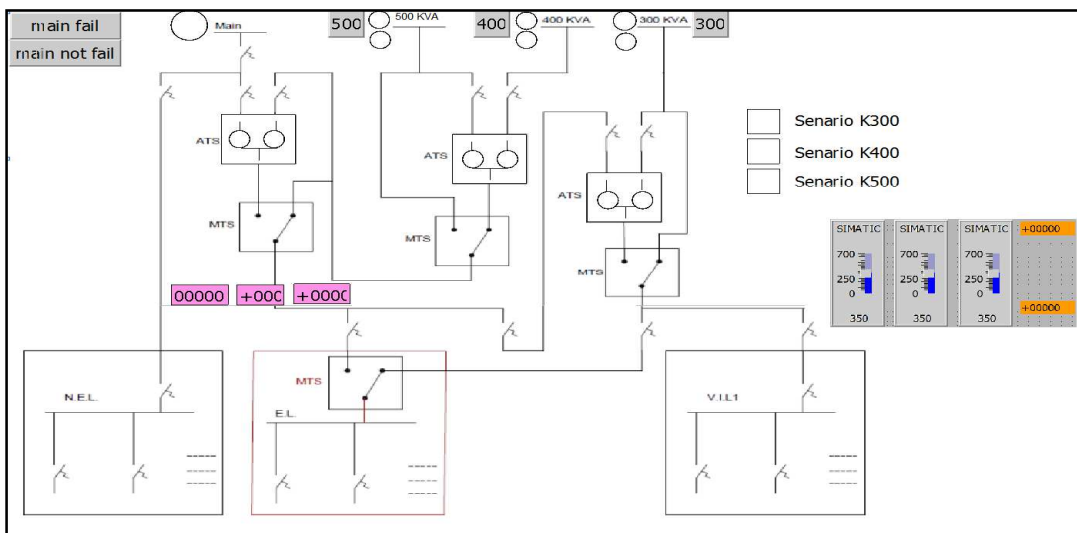 main fail
main not fail
Main
500
500 KVA
400
400 KVA
300 KVA
300
ATS
ATS
ATS
MTS
MTS
MTS
Senario K300
Senario K400
Senario K500
SIMATIC
700
250
0
350
SIMATIC
700
250
0
350
SIMATIC
700
250
0
350
+00000
+00000
00000
+000
+000C
MTS
N.E.L.
E.L.
V.I.L1